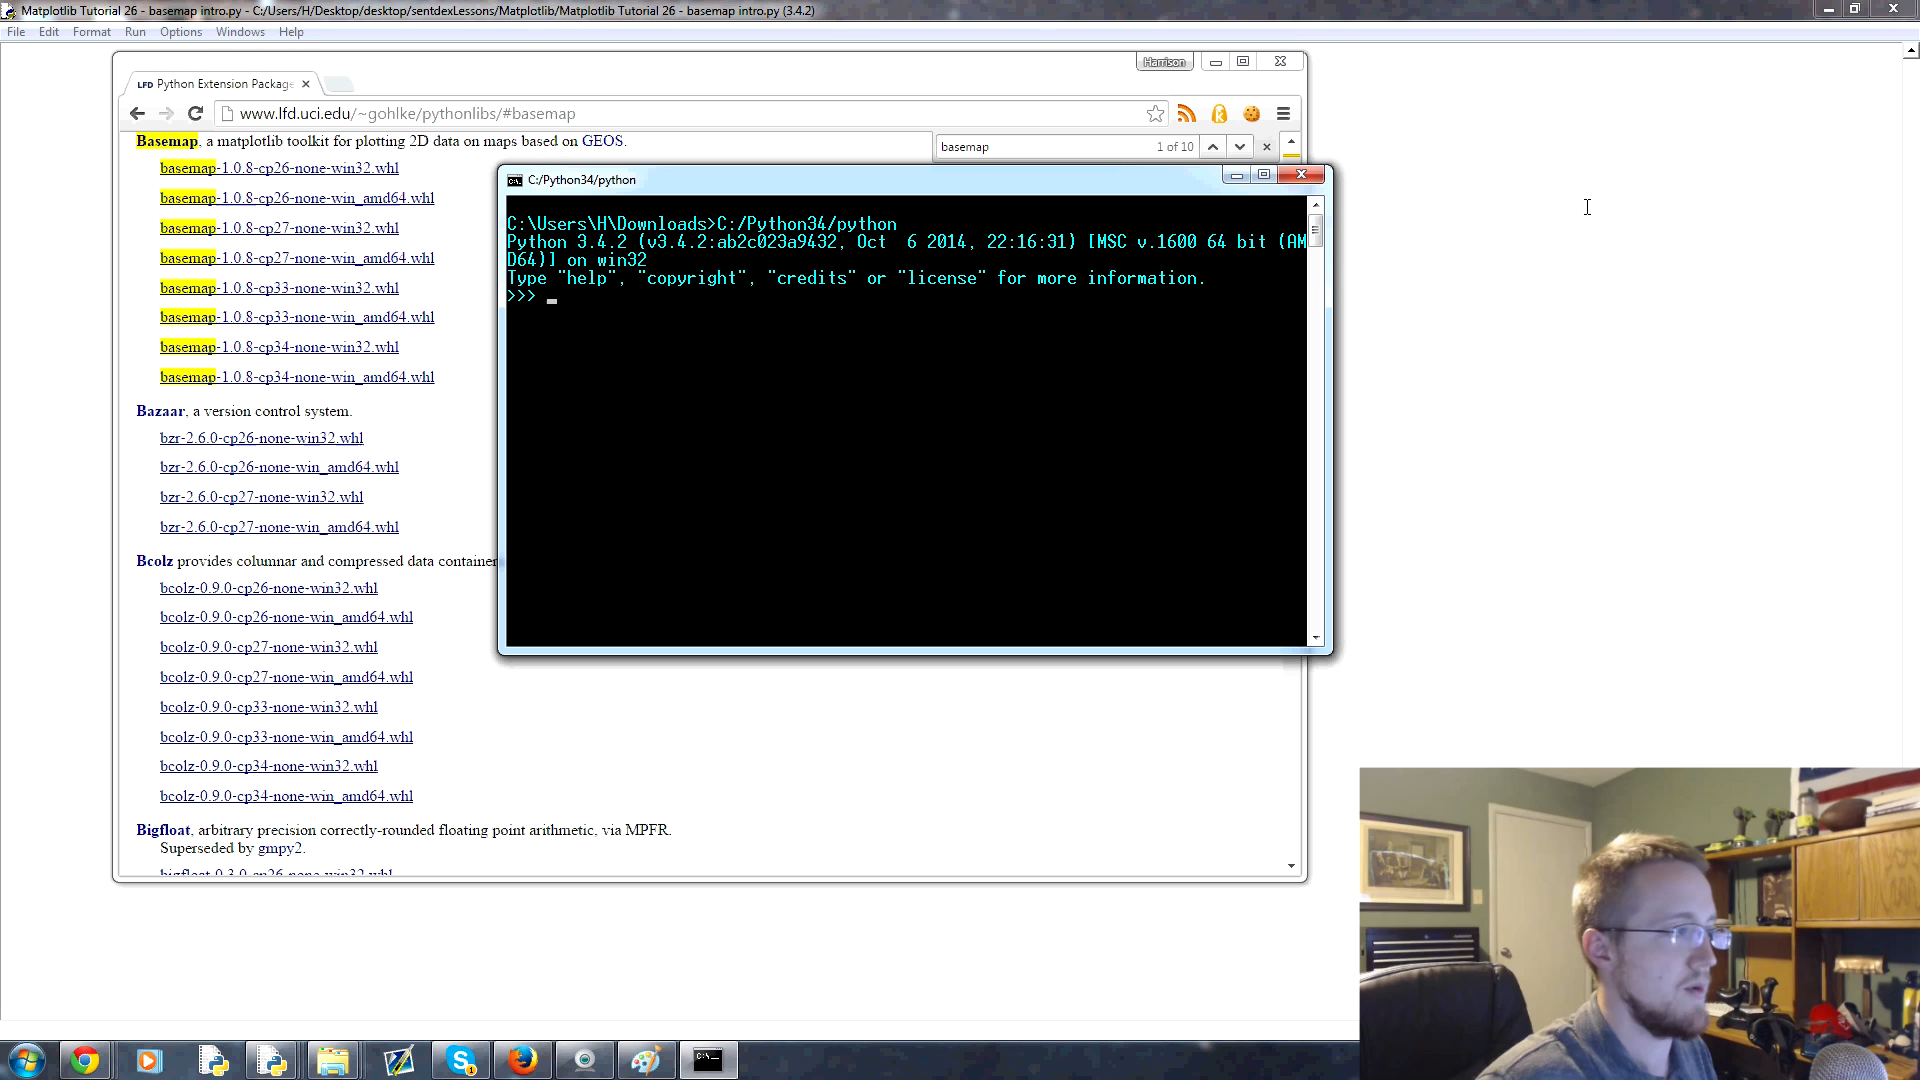 Matplotlib Tutorial 26 - basemap intro.py - C:/Users/H/Desktop/desktop/sentdexLessons/Matplotlib/Matplotlib Tutorial 26 - basemap intro.py (3.4.2)
File Edit Format Run Options Windows Help
Harrison
LFD Python Extension Package
www.lfd.uci.edu/~gohlke/pythonlibs/#basemap
Basemap, a matplotlib toolkit for plotting 2D data on maps based on GEOS.
basemap 1 of 10
basemap-1.0.8-cp26-none-win32.whl
basemap-1.0.8-cp26-none-win_amd64.whl
basemap-1.0.8-cp27-none-win32.whl
basemap-1.0.8-cp27-none-win_amd64.whl
basemap-1.0.8-cp33-none-win32.whl
basemap-1.0.8-cp33-none-win_amd64.whl
basemap-1.0.8-cp34-none-win32.whl
basemap-1.0.8-cp34-none-win_amd64.whl
Bazaar, a version control system.
bzr-2.6.0-cp26-none-win32.whl
bzr-2.6.0-cp26-none-win_amd64.whl
bzr-2.6.0-cp27-none-win32.whl
bzr-2.6.0-cp27-none-win_amd64.whl
Bcolz provides columnar and compressed data container
bcolz-0.9.0-cp26-none-win32.whl
bcolz-0.9.0-cp26-none-win_amd64.whl
bcolz-0.9.0-cp27-none-win32.whl
bcolz-0.9.0-cp27-none-win_amd64.whl
bcolz-0.9.0-cp33-none-win32.whl
bcolz-0.9.0-cp33-none-win_amd64.whl
bcolz-0.9.0-cp34-none-win32.whl
bcolz-0.9.0-cp34-none-win_amd64.whl
Bigfloat, arbitrary precision correctly-rounded floating point arithmetic, via MPFR.
Superseded by gmpy2.
bigfloat-0.3.0-cp26-none-win32.whl
C:/Python34/python
C:\Users\H\Downloads>C:/Python34/python
Python 3.4.2 (v3.4.2:ab2c023a9432, Oct  6 2014, 22:16:31) [MSC v.1600 64 bit (AM
D64)] on win32
Type "help", "copyright", "credits" or "license" for more information.
>>> _